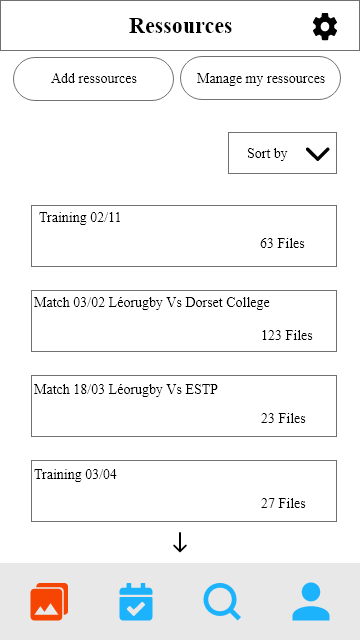 Ressources
Add ressources
Manage my ressources
Sort by
Training 02/11
63 Files
Match 03/02 Léorugby Vs Dorset College
123 Files
Match 18/03 Léorugby Vs ESTP
23 Files
Training 03/04
27 Files